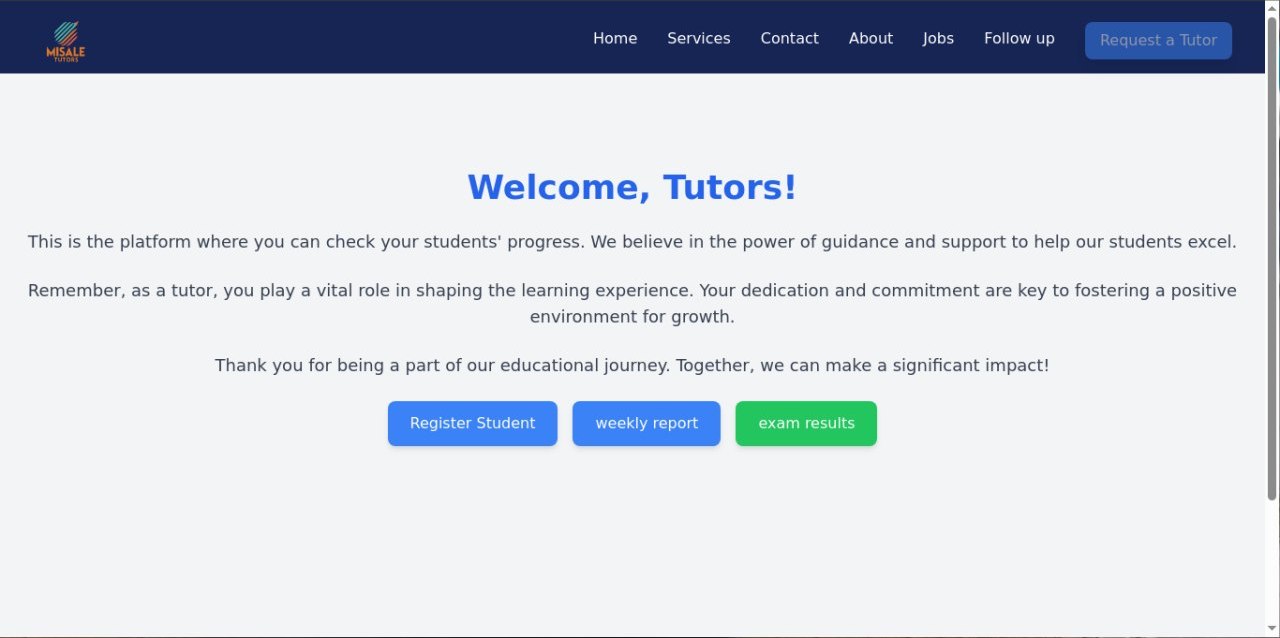 MISALE
TUTORS
Home
Services
Contact
About
Jobs
Follow up
Request a Tutor
Welcome, Tutors!
This is the platform where you can check your students' progress. We believe in the power of guidance and support to help our students excel.
Remember, as a tutor, you play a vital role in shaping the learning experience. Your dedication and commitment are key to fostering a positive
environment for growth.
Thank you for being a part of our educational journey. Together, we can make a significant impact!
Register Student
weekly report
exam results